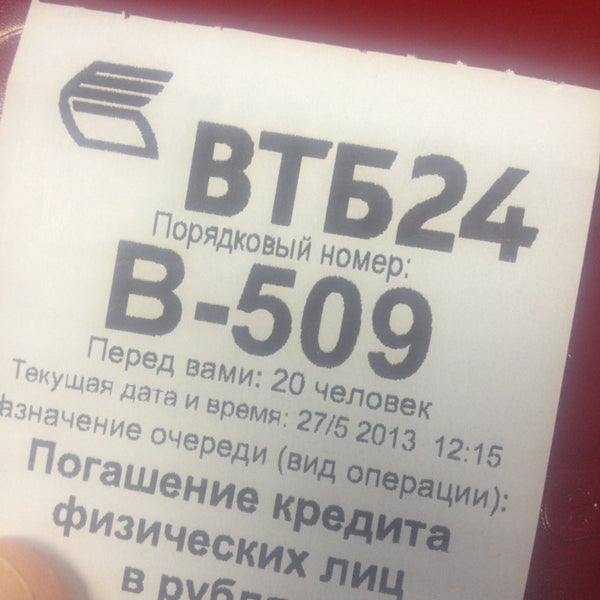 ВТБ24
Порядковый номер:
В-509
Перед вами: 20 человек
Текущая дата и время: 27/5 2013 12:15
азначение очереди (вид операции):
Погашение кредита
физических лиц
в рубл